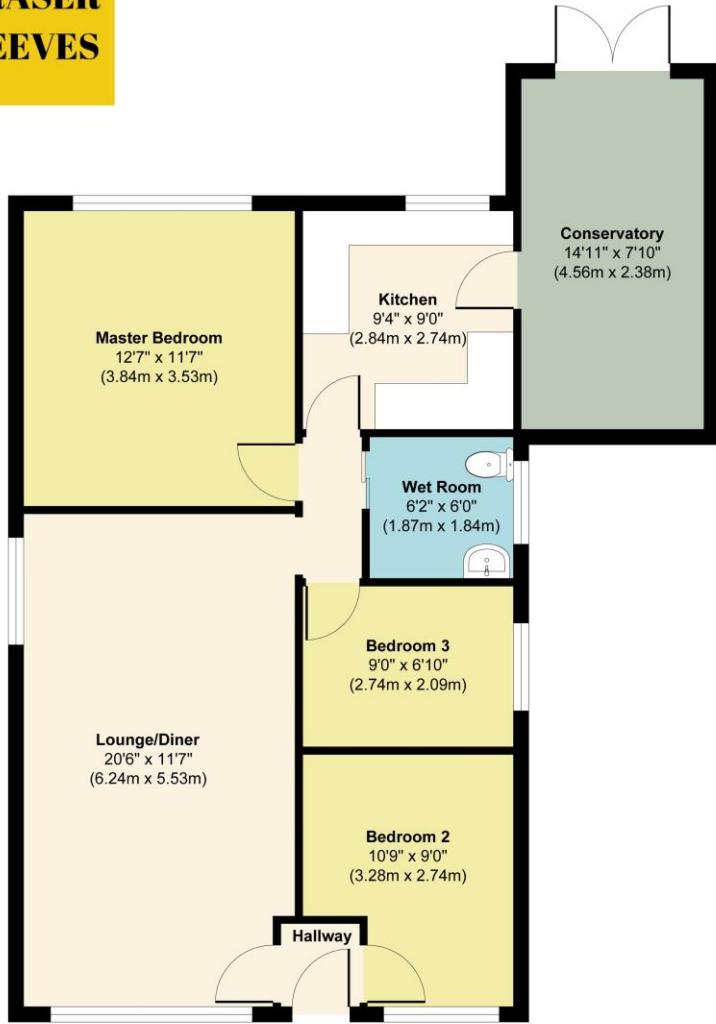 EEVES
Conservatory
14'11" x 7'10"
(4.56m x 2.38m)
Kitchen
9'4" x 9'0"
(2.84m x 2.74m)
Master Bedroom
12'7" x 11'7"
(3.84m x 3.53m)
Wet Room
6'2" x 6'0"
(1.87m x 1.84m)
Bedroom 3
9'0" x 6'10"
(2.74m x 2.09m)
Lounge/Diner
20'6" x 11'7"
(6.24m x 5.53m)
Bedroom 2
10'9" x 9'0"
(3.28m x 2.74m)
Hallway